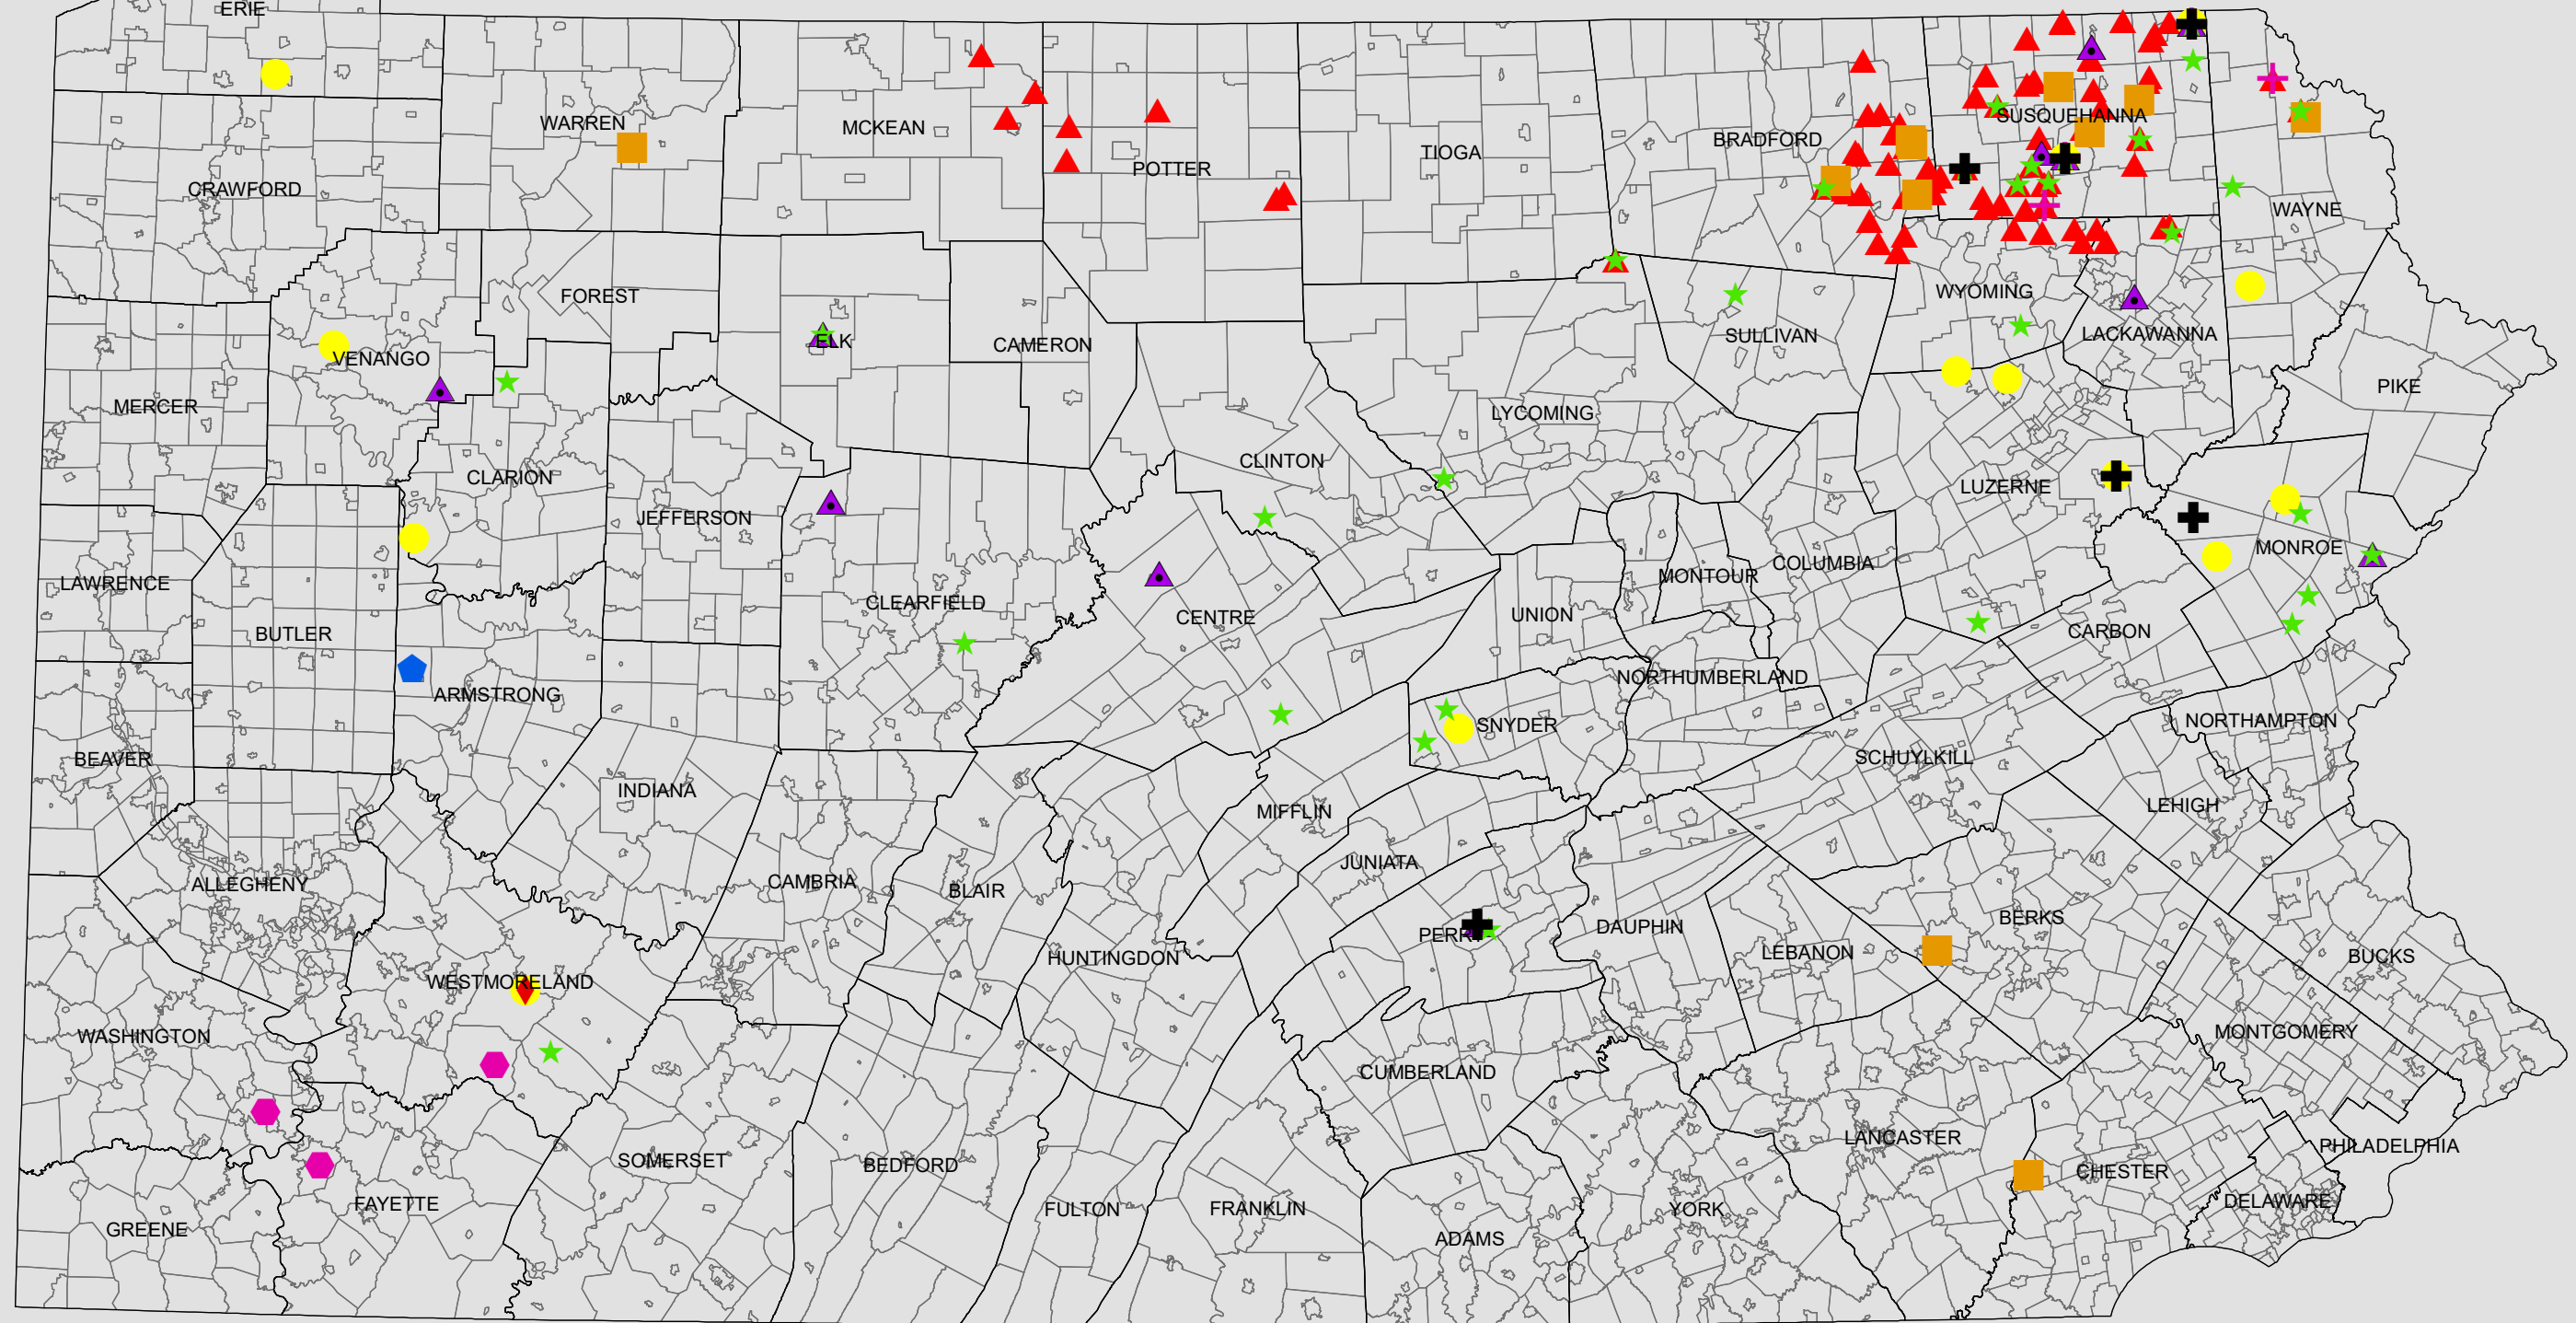 ERIE
WARREN
MCKEAN
SUSQUEHANNA
BRADFORD
TIOGA
POTTER
CRAWFORD
WAYNE
FOREST
WYOMING
LACKAWANNA
SULLIVAN
ELK
CAMERON
VENANGO
PIKE
MERCER
LYCOMING
CLINTON
CLARION
LUZERNE
JEFFERSON
MONROE
COLUMBIA
MONTOUR
LAWRENCE
CLEARFIELD
UNION
CENTRE
CARBON
BUTLER
NORTHUMBERLAND
ARMSTRONG
NORTHAMPTON
SNYDER
SCHUYLKILL
BEAVER
INDIANA
LEHIGH
MIFFLIN
JUNIATA
CAMBRIA
ALLEGHENY
BLAIR
BERKS
DAUPHIN
PERRY
LEBANON
BUCKS
HUNTINGDON
WESTMORELAND
MONTGOMERY
WASHINGTON
CUMBERLAND
LANCASTER
PHILADELPHIA
SOMERSET
BEDFORD
CHESTER
DELAWARE
FAYETTE
FULTON
FRANKLIN
YORK
GREENE
ADAMS